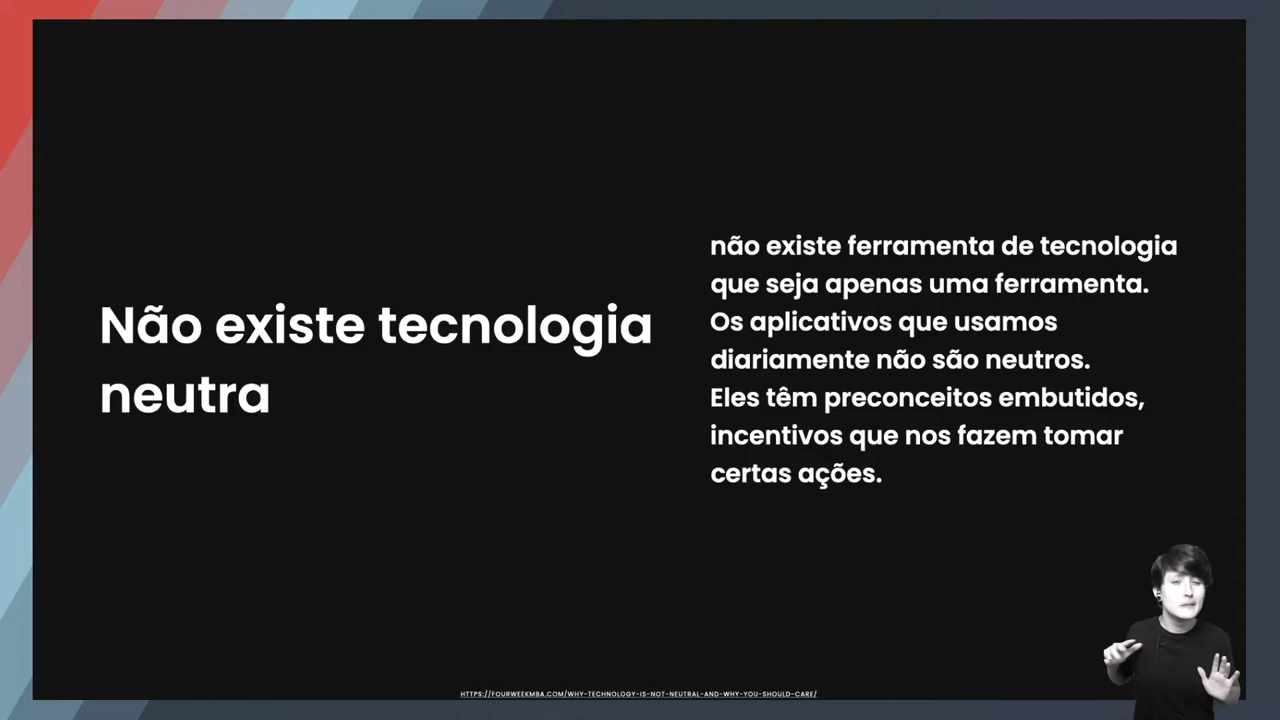 Não existe tecnologia
neutra
não existe ferramenta de tecnologia
que seja apenas uma ferramenta.
Os aplicativos que usamos
diariamente não são neutros.
Eles têm preconceitos embutidos,
incentivos que nos fazem tomar
certas ações.
HTTPS://FOURWEEKMBA.COM/WHY-TECHNOLOGY-IS-NOT-NEUTRAL-AND-WHY-YOU-SHOULD-CARE/